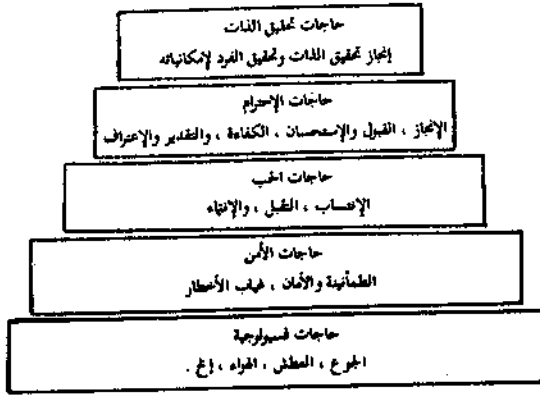 حاجات تحقيق الذات
إنجاز تحقيق الذات وتحقيق الفرد لإمكانياته
حاجات الإحترام
الإنجاز ، القبول والإستحسان ، الكفاءة ، والتقدير والإعتراف
حاجات الحب
الإنتساب ، التقبل ، والإنتماء
حاجات الأمن
الطمأنينة والأمان ، غياب الأخطار
حاجات فسيولوجية
الجوع ، العطش ، الهواء ، إلخ .